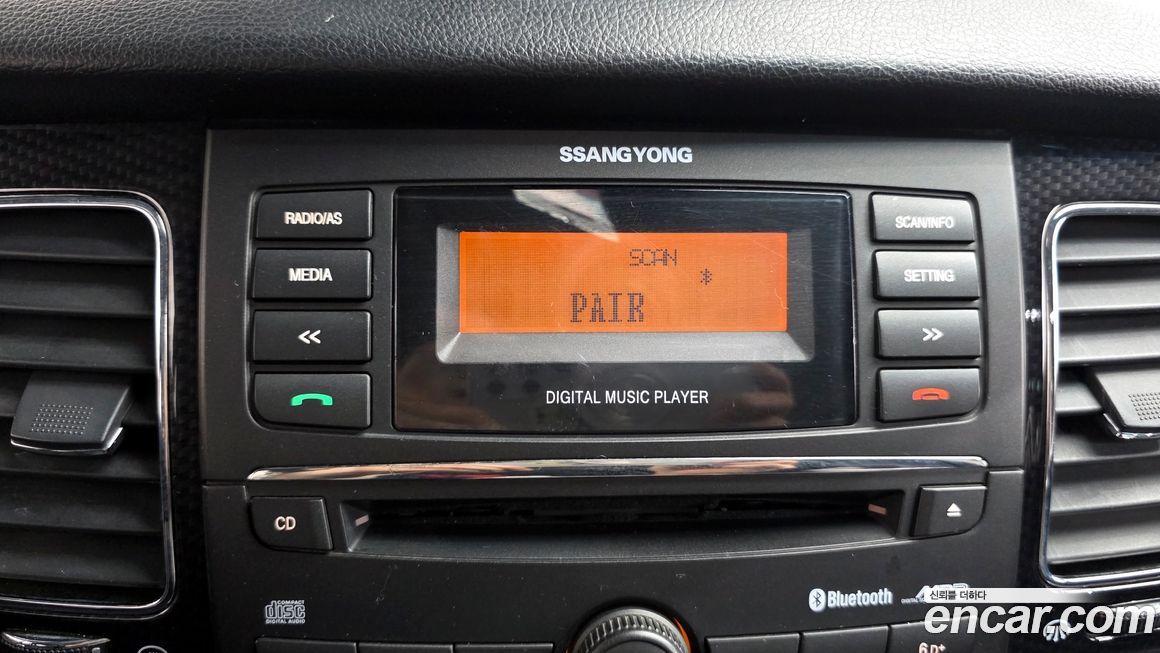 SSANGYONG
RADIO/AS
SCAN/INFO
SCAN
MEDIA
SETTING
PAIR
DIGITAL MUSIC PLAYER
CD
COMPACT
disc
DIGITAL AUDIO
Bluetooth
신뢰를 더하다
encar.com
6